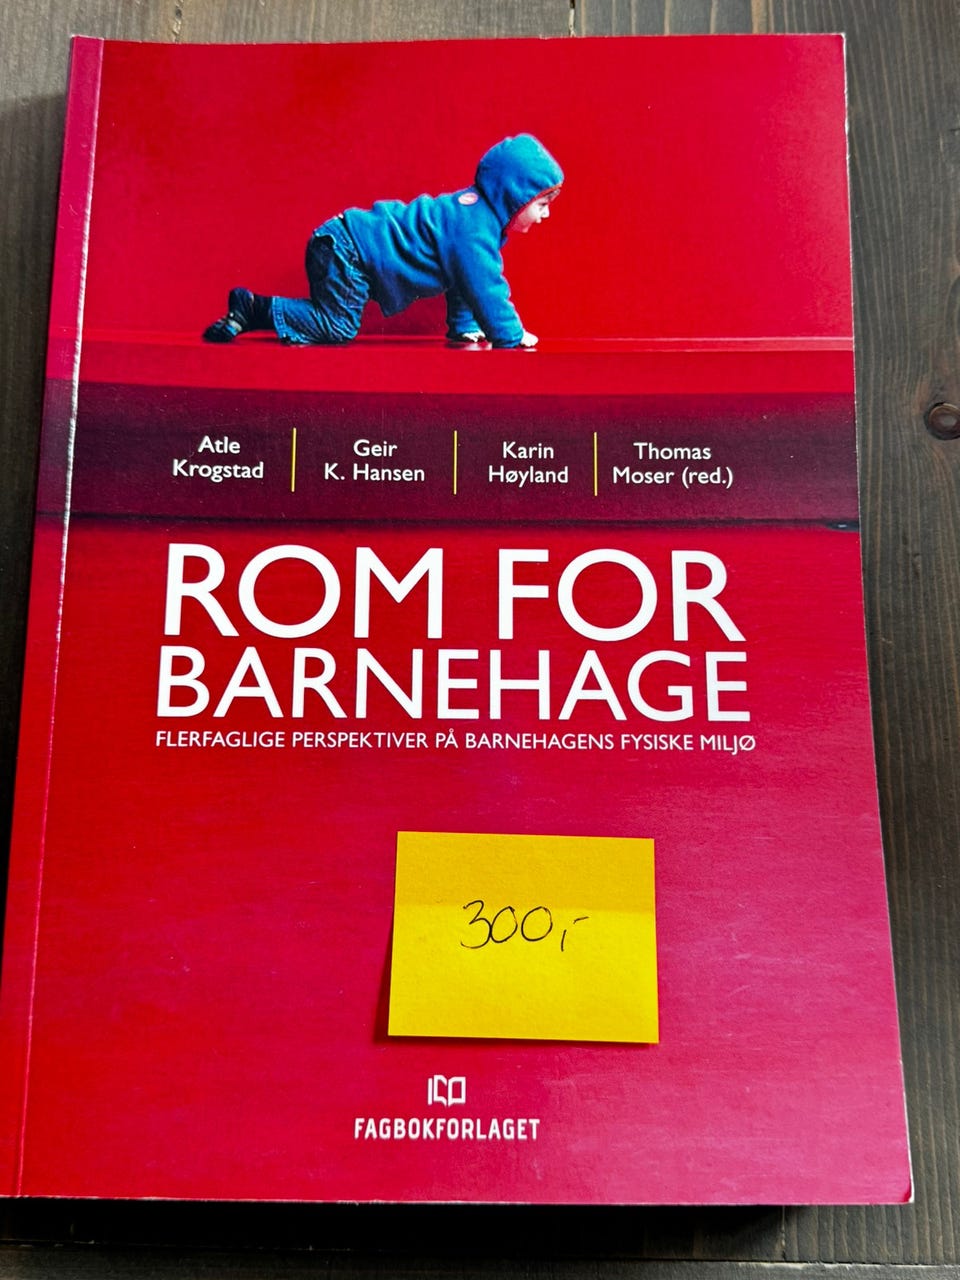 Atle
Krogstad
Geir
K. Hansen
Karin
Høyland
Thomas
Moser (red.)
ROM FOR
BARNEHAGE
FLERFAGLIGE PERSPEKTIVER PÅ BARNEHAGENS FYSISKE MILJØ
300,-
FAGBOKFORLAGET